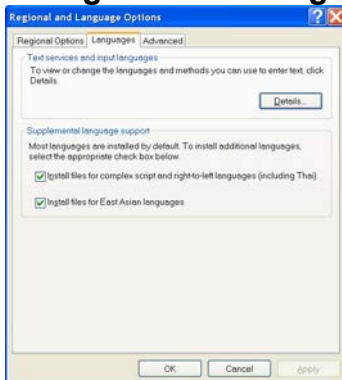 Regional and Language Options
Regional Options Languages Advanced
Text services and input languages
To view or change the languages and methods you can use to enter text, click
Details.
Details...
Supplemental language support
Most languages are installed by default. To install additional languages,
select the appropriate check box below.
Install files for complex script and right-to-left languages (including Thai)
Install files for East Asian languages
OK Cancel Apply